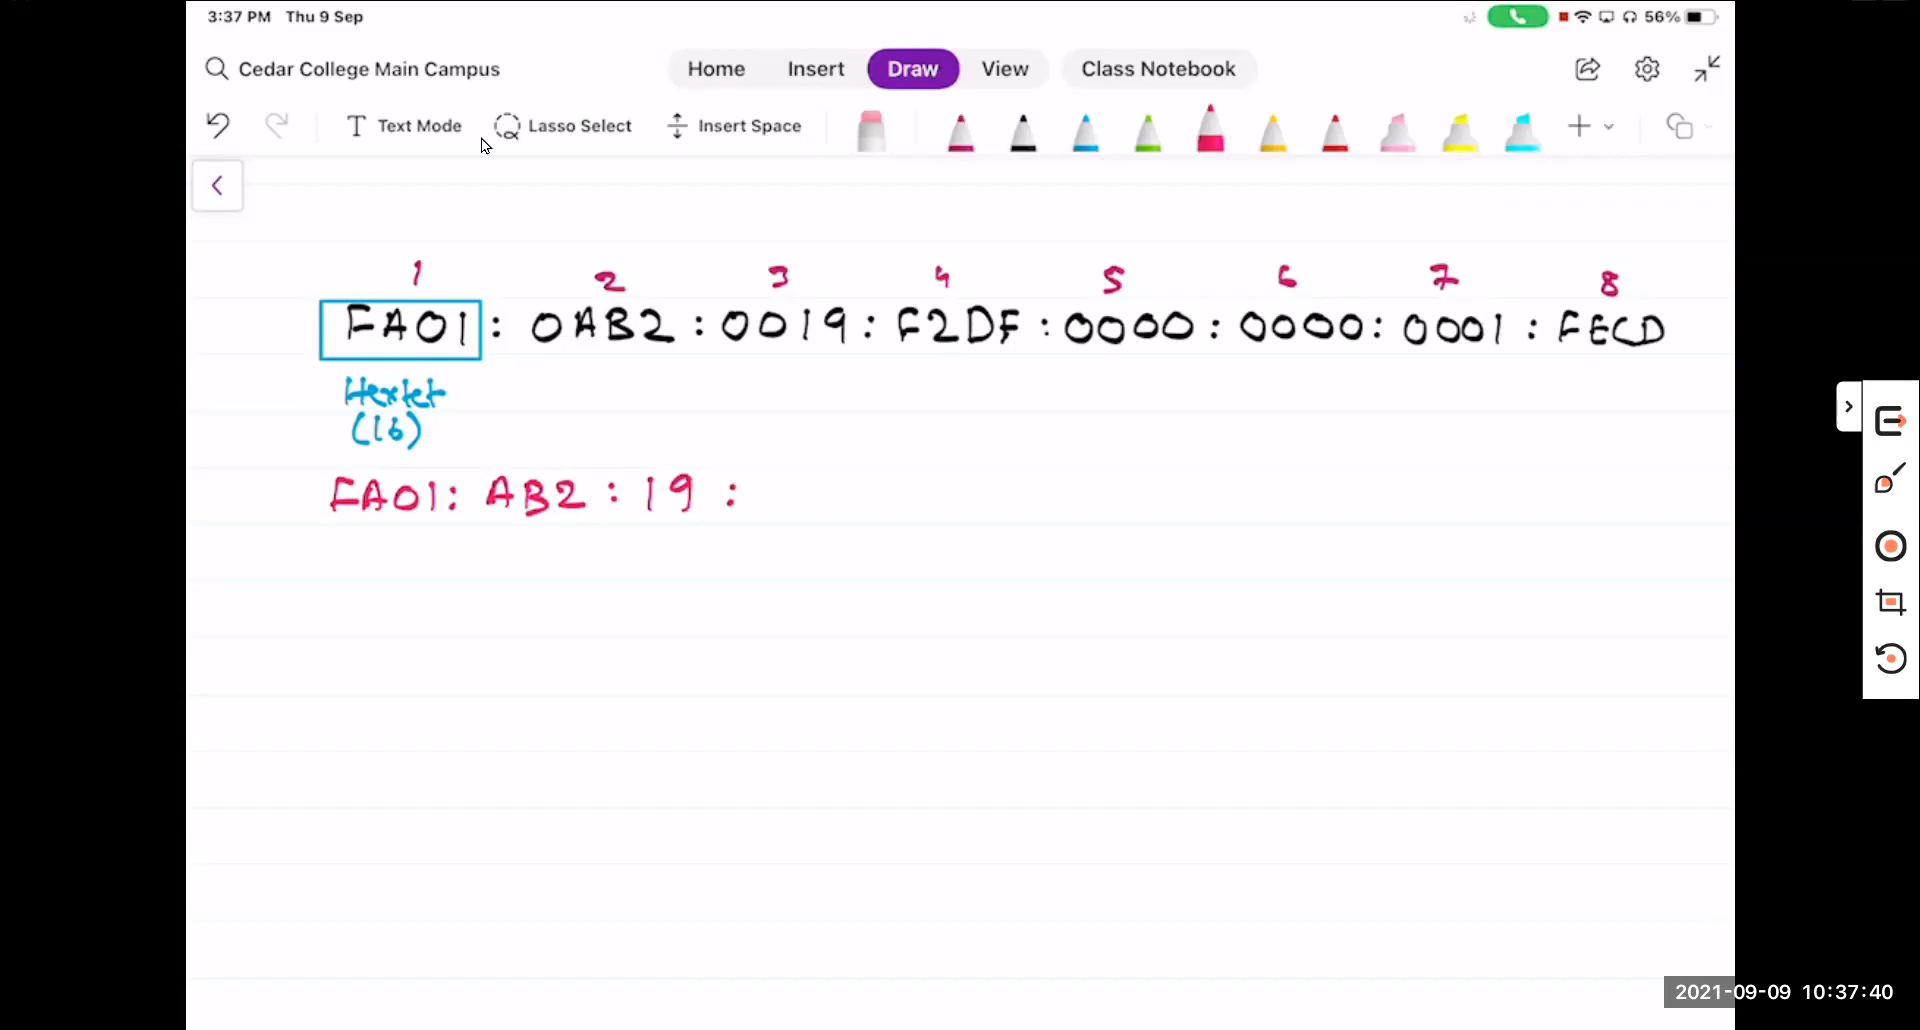 3:37 PM Thu 9 Sep 56%
Cedar College Main Campus Home Insert Draw View Class Notebook
Text Mode Lasso Select Insert Space
1 2 3 4 5 6 7 8
FA01 : 0AB2 : 0019 : F2DF : 0000 : 0000 : 0001 : FECD
Hextet
(16)
FA01 : AB2 : 19 :
2021-09-09 10:37:40